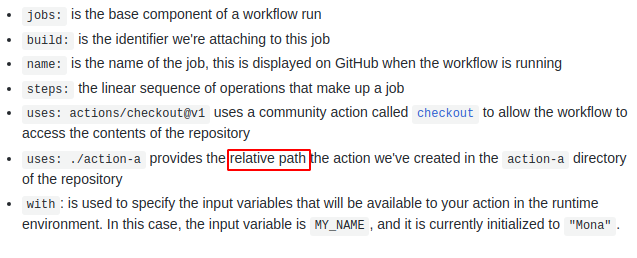 jobs: is the base component of a workflow run
build: is the identifier we're attaching to this job
name: is the name of the job, this is displayed on GitHub when the workflow is running
steps: the linear sequence of operations that make up a job
uses: actions/checkout@v1 uses a community action called checkout to allow the workflow to
access the contents of the repository
uses: ./action-a provides the relative path the action we've created in the action-a directory
of the repository
with: is used to specify the input variables that will be available to your action in the runtime
environment. In this case, the input variable is MY_NAME, and it is currently initialized to "Mona".